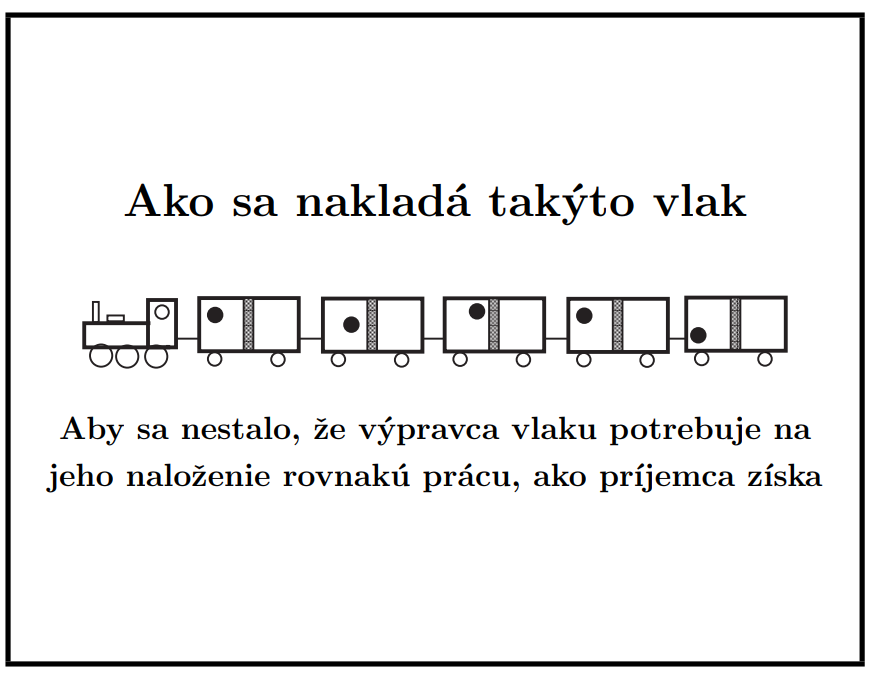 Ako sa nakladá takýto vlak
Aby sa nestalo, že výpravca vlaku potrebuje na
jeho naloženie rovnakú prácu, ako príjemca získa